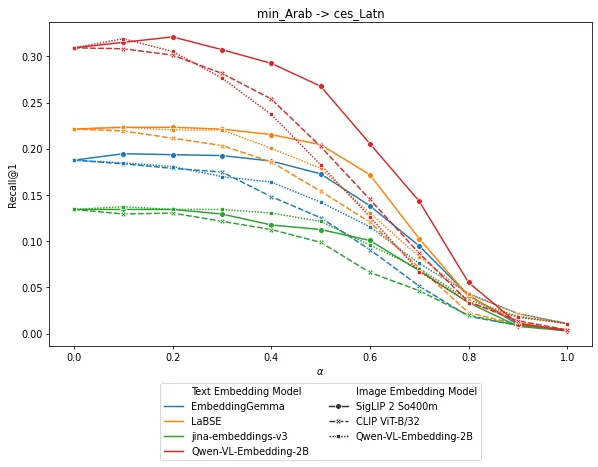 min_Arab -> ces_Latn
Recall@1
0.30
0.25
0.20
0.15
0.10
0.05
0.00
0.0
0.2
0.4
0.6
0.8
1.0
α
Text Embedding Model
EmbeddingGemma
LaBSE
jina-embeddings-v3
Qwen-VL-Embedding-2B
Image Embedding Model
SigLIP 2 So400m
CLIP ViT-B/32
Qwen-VL-Embedding-2B